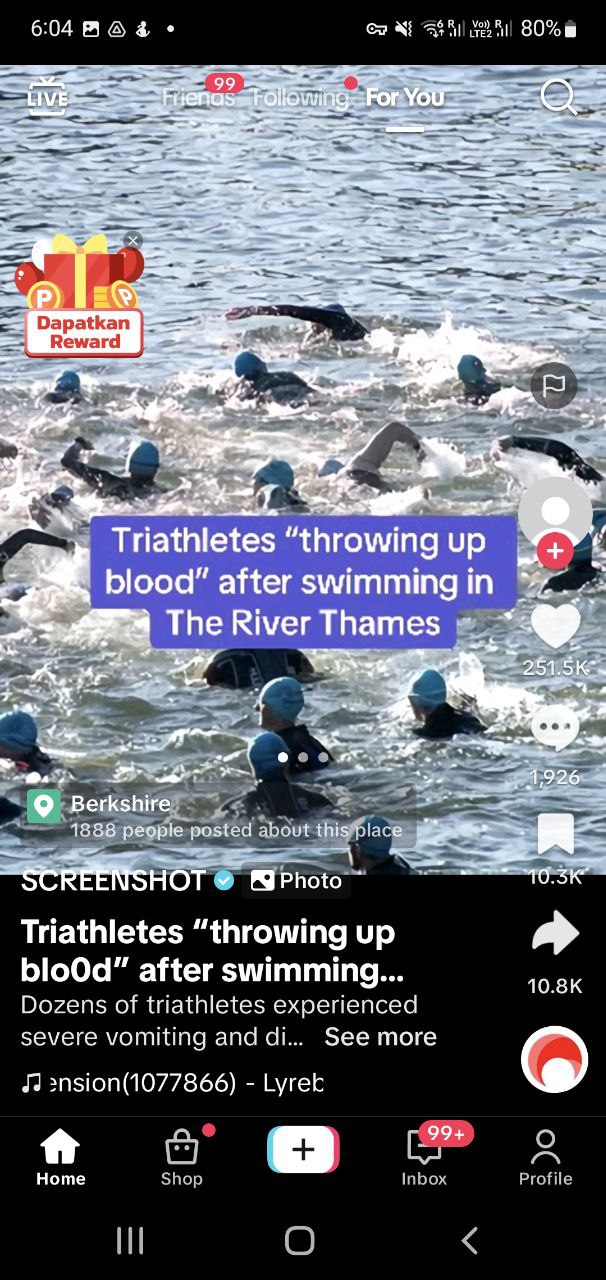 6:04
Vo)) R
LTE2
80%
LIVE
Friends
99
Following
For You
P
P
Dapatkan
Reward
Triathletes “throwing up
blood” after swimming in
The River Thames
251.5K
1,926
Berkshire
1888 people posted about this place
10.3K
SCREENSHOT
Photo
Triathletes “throwing up
blo0d” after swimming...
10.8K
Dozens of triathletes experienced
severe vomiting and di... See more
ension(1077866) - Lyreb
99+
Home
Shop
Inbox
Profile